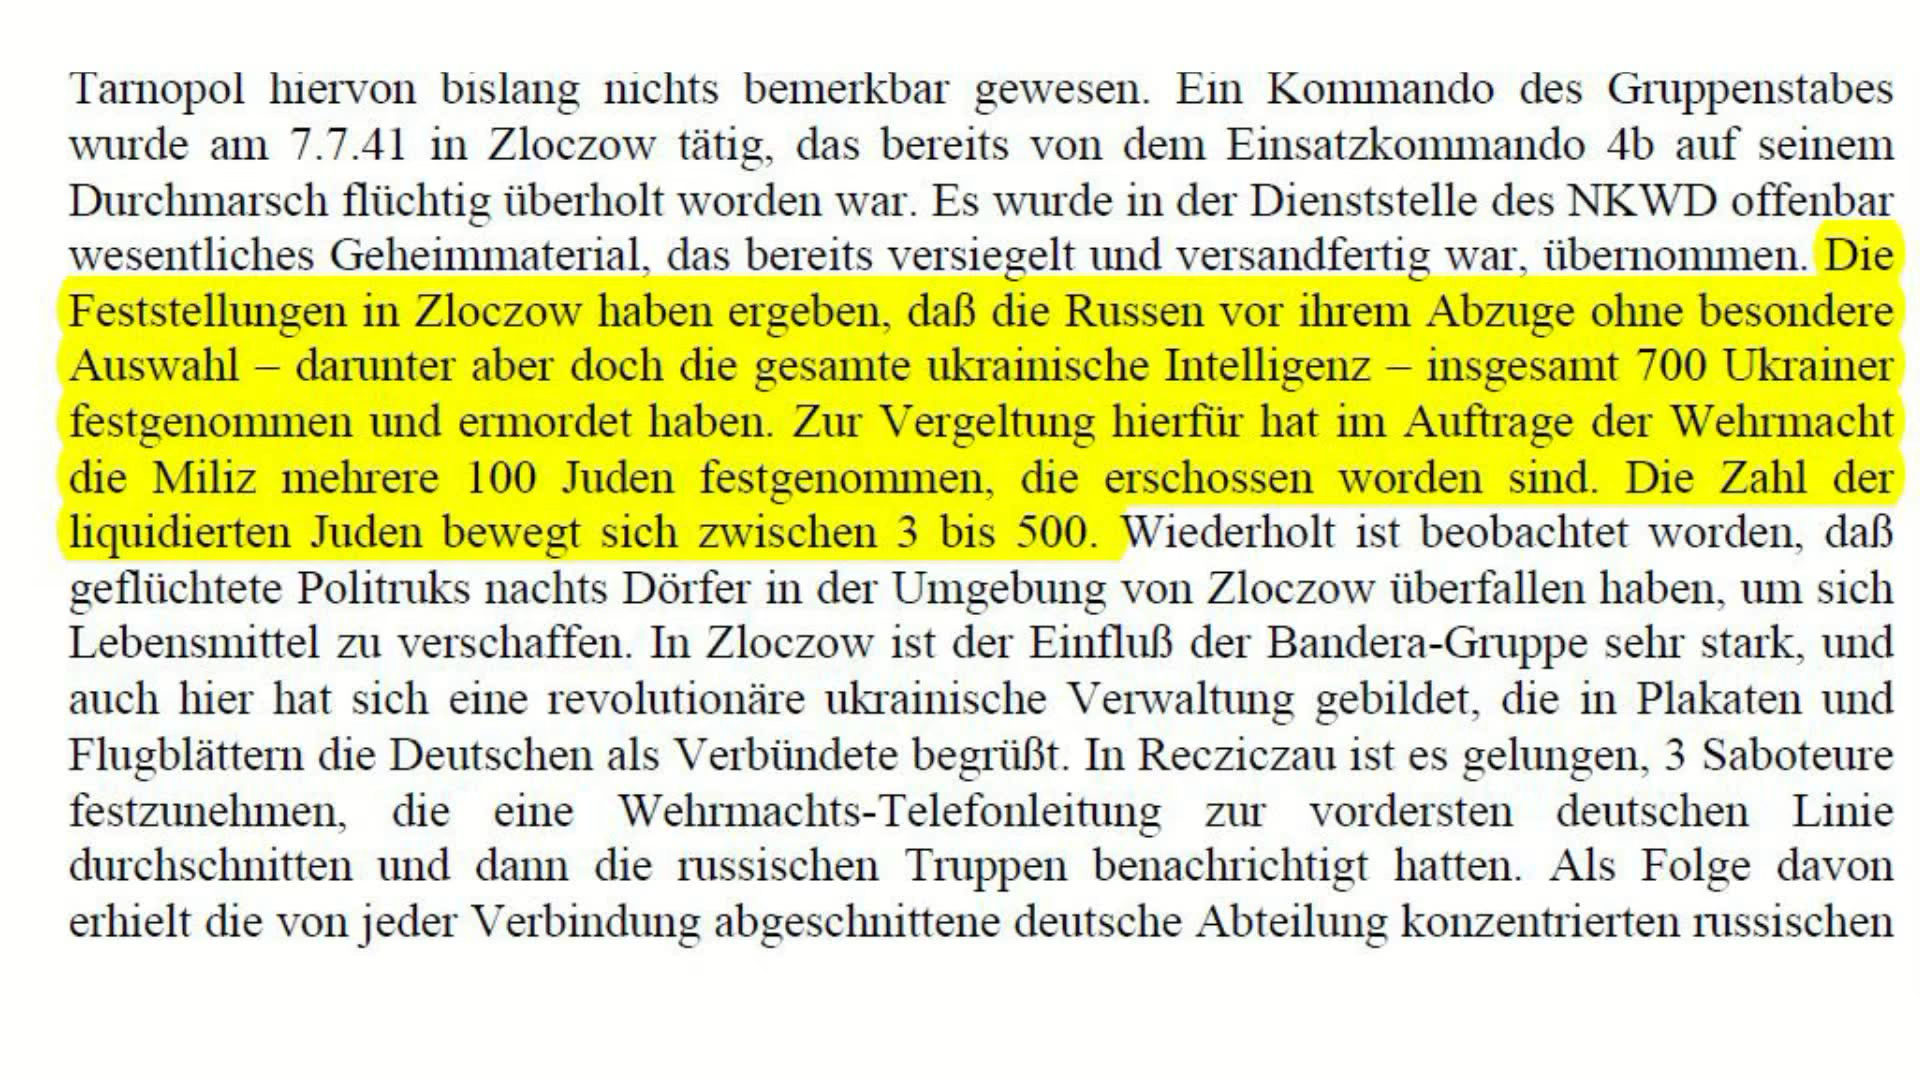 Tarnopol hiervon bislang nichts bemerkbar gewesen. Ein Kommando des Gruppenstabes
wurde am 7.7.41 in Zloczow tätig, das bereits von dem Einsatzkommando 4b auf seinem
Durchmarsch flüchtig überholt worden war. Es wurde in der Dienststelle des NKWD offenbar
wesentliches Geheimmaterial, das bereits versiegelt und versandfertig war, übernommen. Die
Feststellungen in Zloczow haben ergeben, daß die Russen vor ihrem Abzuge ohne besondere
Auswahl – darunter aber doch die gesamte ukrainische Intelligenz – insgesamt 700 Ukrainer
festgenommen und ermordet haben. Zur Vergeltung hierfür hat im Auftrage der Wehrmacht
die Miliz mehrere 100 Juden festgenommen, die erschossen worden sind. Die Zahl der
liquidierten Juden bewegt sich zwischen 3 bis 500. Wiederholt ist beobachtet worden, daß
geflüchtete Politruks nachts Dörfer in der Umgebung von Zloczow überfallen haben, um sich
Lebensmittel zu verschaffen. In Zloczow ist der Einfluß der Bandera-Gruppe sehr stark, und
auch hier hat sich eine revolutionäre ukrainische Verwaltung gebildet, die in Plakaten und
Flugblättern die Deutschen als Verbündete begrüßt. In Recziczau ist es gelungen, 3 Saboteure
festzunehmen, die eine Wehrmachts-Telefonleitung zur vordersten deutschen Linie
durchschnitten und dann die russischen Truppen benachrichtigt hatten. Als Folge davon
erhielt die von jeder Verbindung abgeschnittene deutsche Abteilung konzentrierten russischen